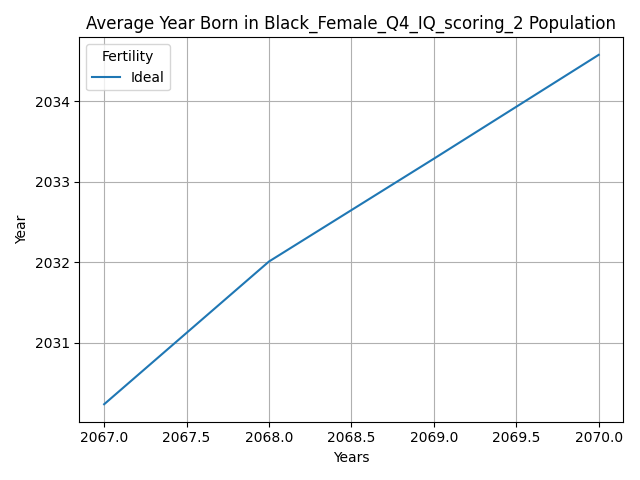 Average Year Born in Black_Female_Q4_IQ_scoring_2 Population
Fertility
Ideal
2034
2033
2032
2031
Year
2067.0 2067.5 2068.0 2068.5 2069.0 2069.5 2070.0
Years